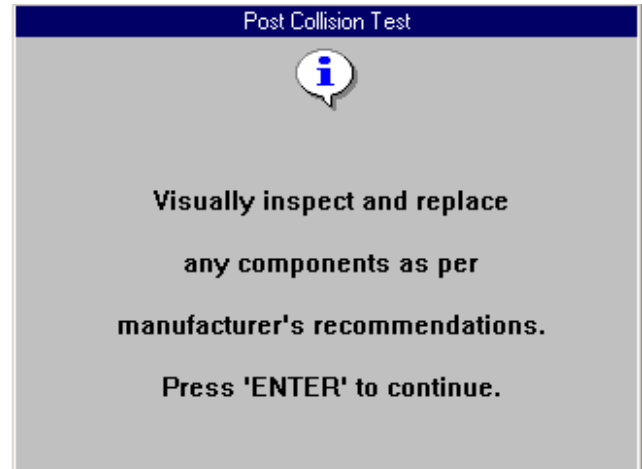 Post Collision Test
Visually inspect and replace
any components as per
manufacturer's recommendations.
Press 'ENTER' to continue.